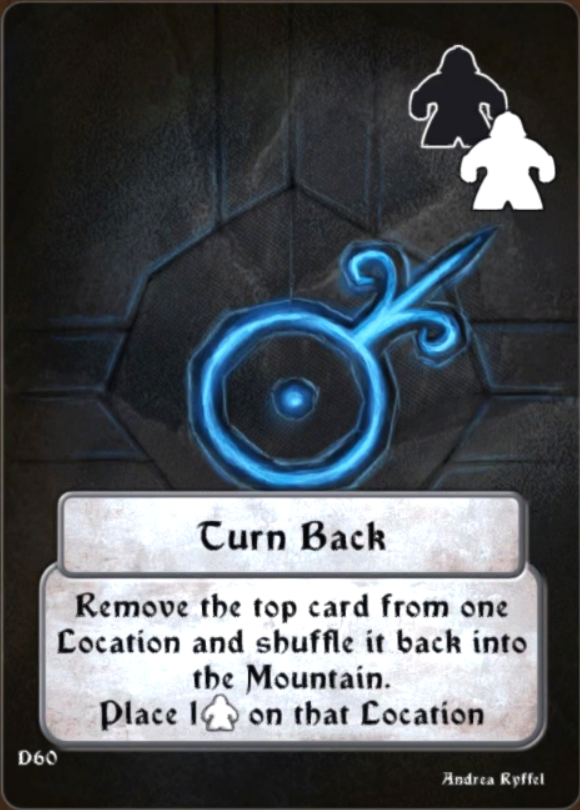 Turn Back
Remove the top card from one
Location and shuffle it back into
the Mountain.
Place 1 on that Location
D60
Andrea Ryffel